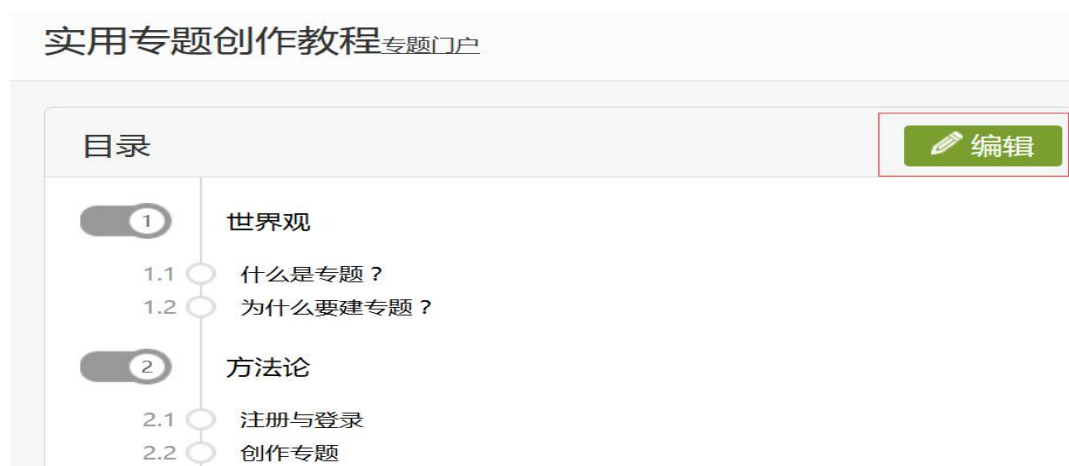 实用专题创作教程专题门户
目录
编辑
1 世界观
1.1 什么是专题？
1.2 为什么要建专题？
2 方法论
2.1 注册与登录
2.2 创作专题